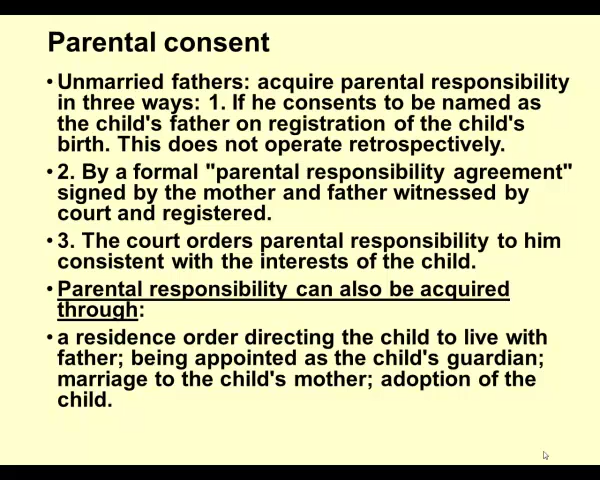 Parental consent
• Unmarried fathers: acquire parental responsibility
in three ways: 1. If he consents to be named as
the child's father on registration of the child's
birth. This does not operate retrospectively.
• 2. By a formal "parental responsibility agreement"
signed by the mother and father witnessed by
court and registered.
• 3. The court orders parental responsibility to him
consistent with the interests of the child.
• Parental responsibility can also be acquired
through:
• a residence order directing the child to live with
father; being appointed as the child's guardian;
marriage to the child's mother; adoption of the
child.